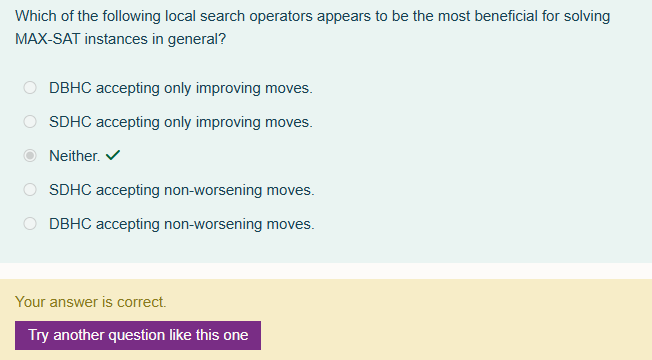 Which of the following local search operators appears to be the most beneficial for solving
MAX-SAT instances in general?
DBHC accepting only improving moves.
SDHC accepting only improving moves.
Neither.
SDHC accepting non-worsening moves.
DBHC accepting non-worsening moves.
Your answer is correct.
Try another question like this one